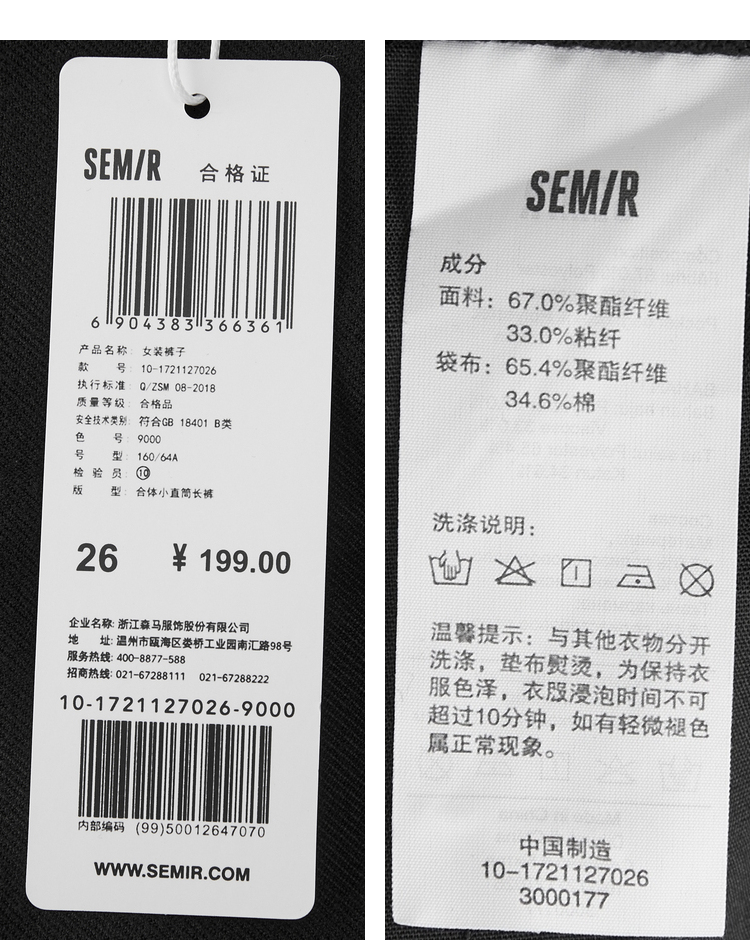 SEMIR 合格证
6 904383 366361
产品名称: 女装裤子
款 号: 10-1721127026
执行标准: Q/ZSM 08-2018
质量等级: 合格品
安全技术类别: 符合GB 18401 B类
色 号: 9000
号 型: 160/64A
检 验 员: ⑩
版 型: 合体小直筒长裤
26 ¥ 199.00
企业名称: 浙江森马服饰股份有限公司
地 址: 温州市瓯海区娄桥工业园南汇路98号
服务热线: 400-8877-588
招商热线: 021-67288111 021-67288222
10-1721127026-9000
内部编码 (99)50012647070
WWW.SEMIR.COM
SEMIR
成分
面料: 67.0%聚酯纤维
33.0%粘纤
袋布: 65.4%聚酯纤维
34.6%棉
洗涤说明:
温馨提示: 与其他衣物分开
洗涤, 垫布熨烫, 为保持衣
服色泽, 衣服浸泡时间不可
超过10分钟, 如有轻微褪色
属正常现象。
中国制造
10-1721127026
3000177